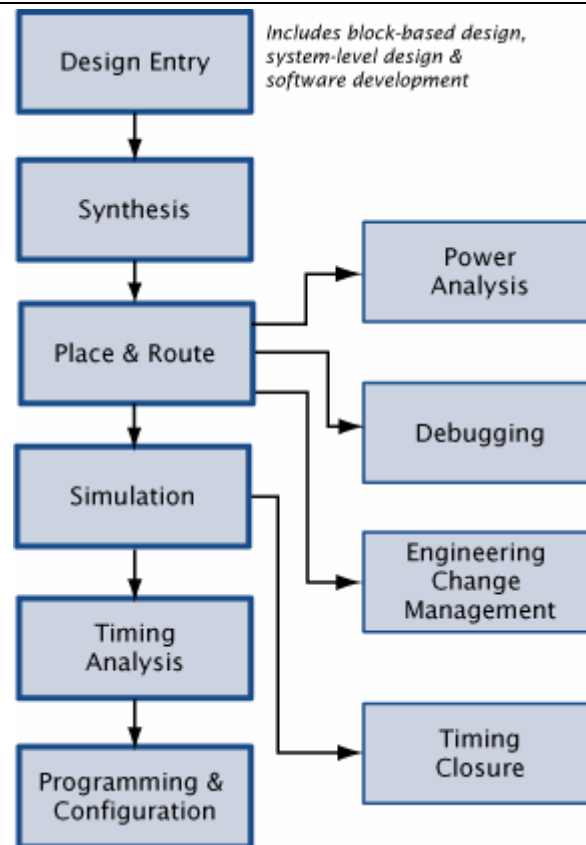 Design Entry
Includes block-based design,
system-level design &
software development
Synthesis
Power
Analysis
Place & Route
Debugging
Simulation
Engineering
Change
Management
Timing
Analysis
Timing
Closure
Programming &
Configuration